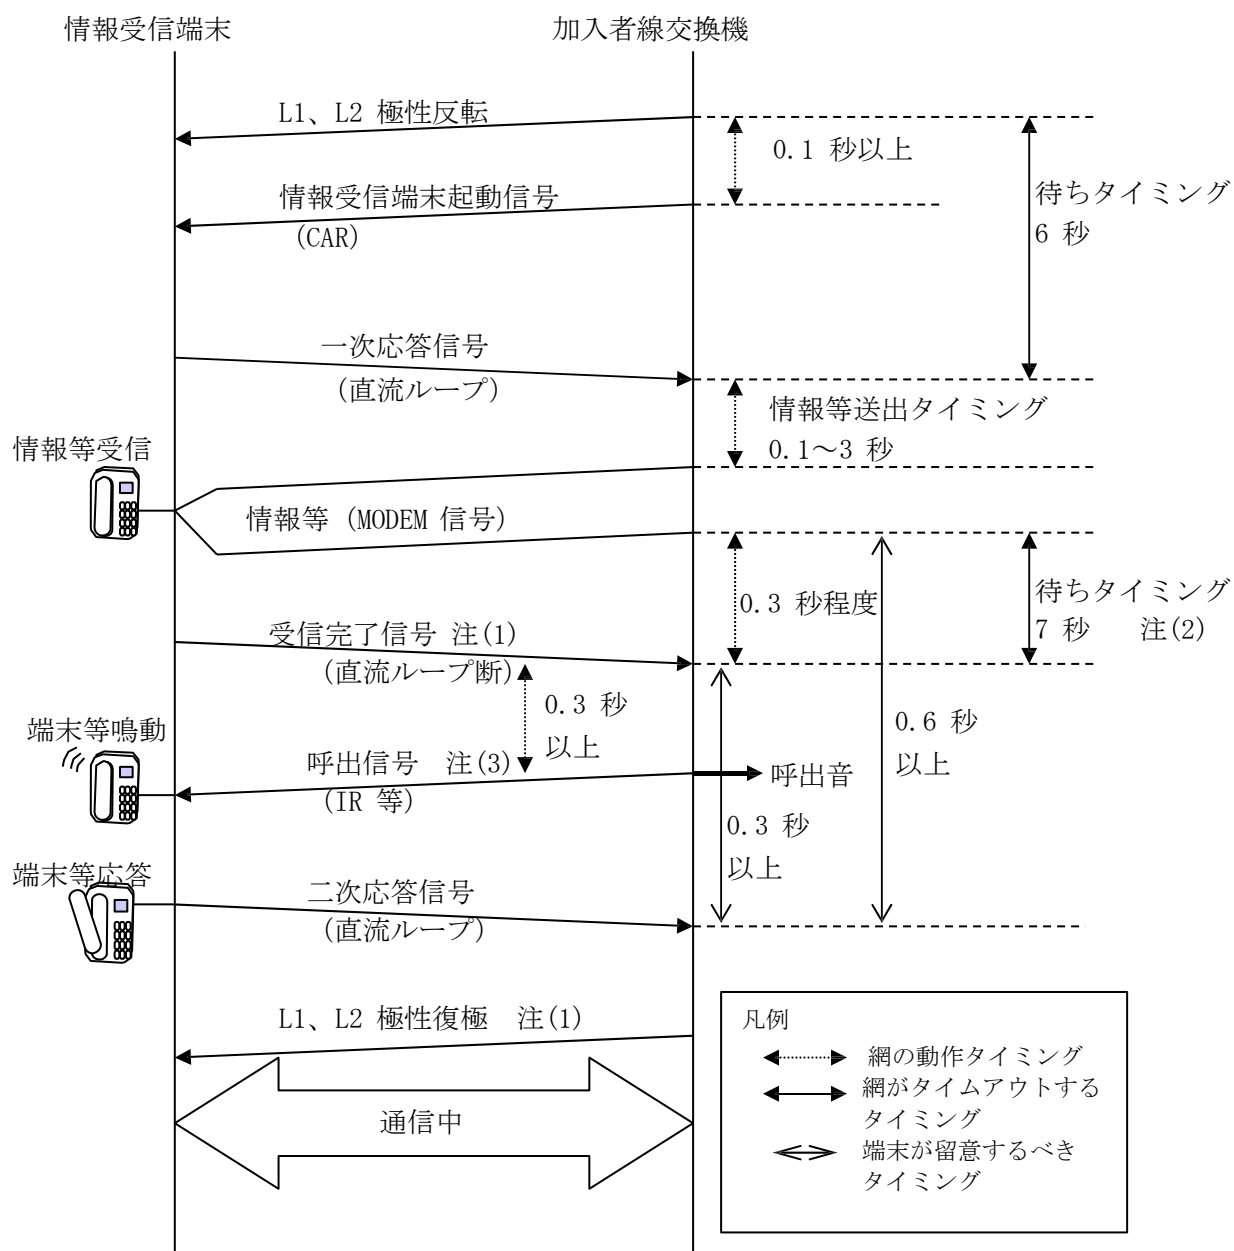 情報受信端末
加入者線交換機
L1、L2 極性反転
0.1 秒以上
待ちタイミング
6 秒
情報受信端末起動信号
(CAR)
一次応答信号
(直流ループ)
情報等送出タイミング
0.1～3 秒
情報等受信
情報等 (MODEM 信号)
0.3 秒程度
待ちタイミング
7 秒 注(2)
受信完了信号 注(1)
(直流ループ断)
0.3 秒
以上
0.6 秒
以上
端末等鳴動
呼出信号 注(3)
(IR 等)
呼出音
0.3 秒
以上
端末等応答
二次応答信号
(直流ループ)
L1、L2 極性復極 注(1)
通信中
凡例
網の動作タイミング
網がタイムアウトする
タイミング
端末が留意するべき
タイミング